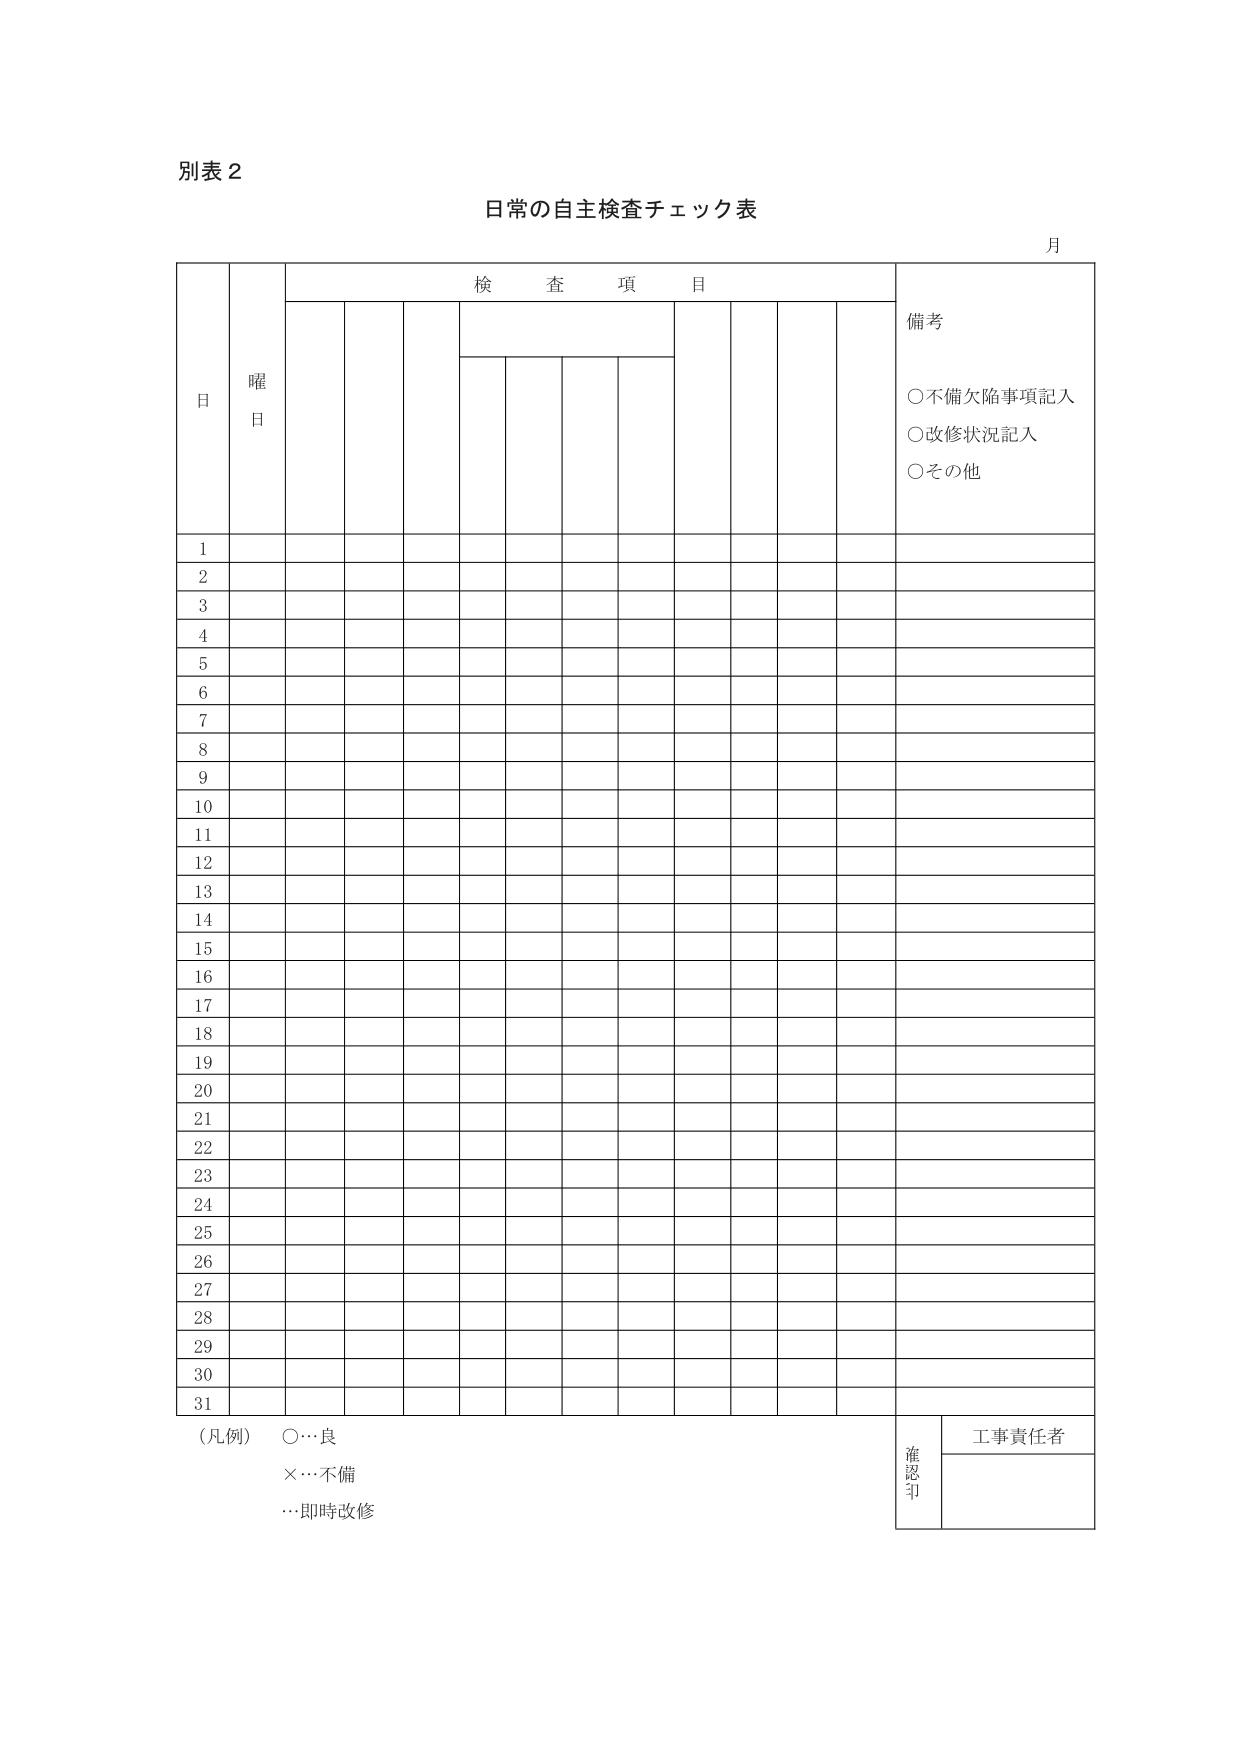 別表２
日常の自主検査チェック表
月
日
曜日
検査項目
備考
○不備欠陥事項記入
○改修状況記入
○その他
1
2
3
4
5
6
7
8
9
10
11
12
13
14
15
16
17
18
19
20
21
22
23
24
25
26
27
28
29
30
31
（凡例） ○…良
×…不備
…即時改修
確認印
工事責任者